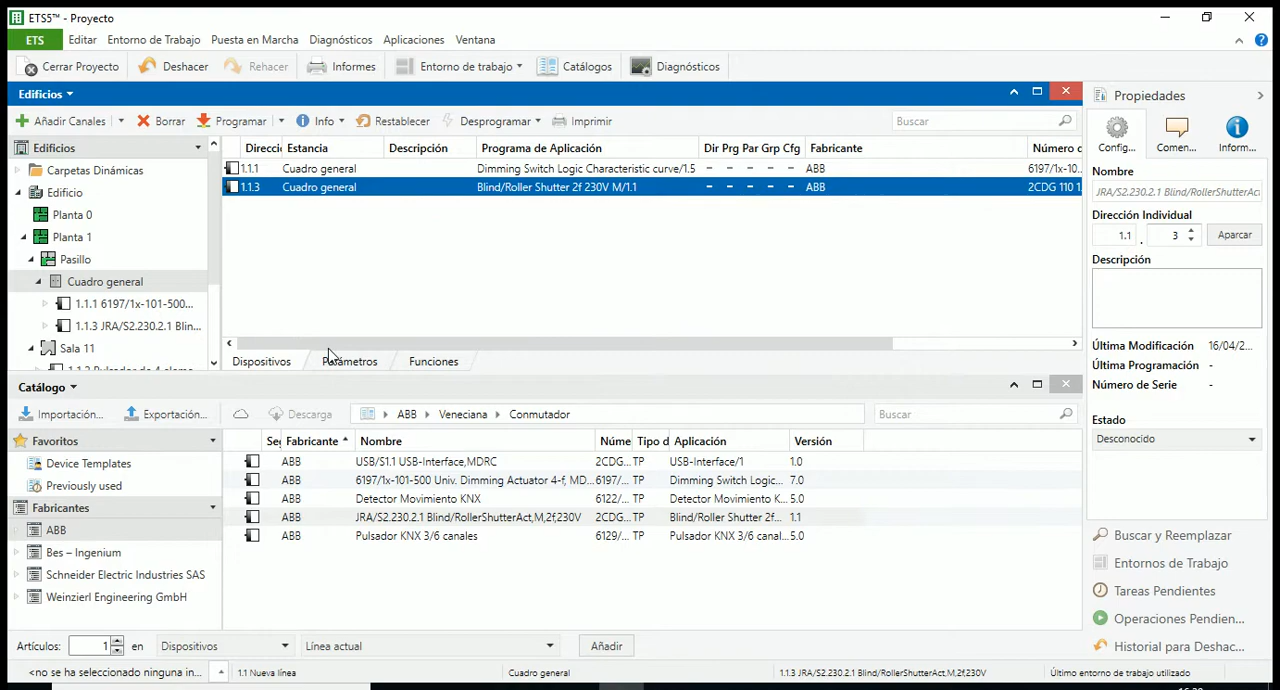 ETS5™ - Proyecto
ETS Editar Entorno de Trabajo Puesta en Marcha Diagnósticos Aplicaciones Ventana
Cerrar Proyecto Deshacer Rehacer Informes Entorno de trabajo Catálogos Diagnósticos
Edificios
Añadir Canales Borrar Programar Info Restablecer Desprogramar Imprimir Buscar
Edificios
Carpetas Dinámicas
Edificio
Planta 0
Planta 1
Pasillo
Cuadro general
1.1.1 6197/1x-101-500...
1.1.3 JRA/S2.230.2.1 Blin...
Sala 11
Direcci Estancia Descripción Programa de Aplicación Dir Prg Par Grp Cfg Fabricante Número d
1.1.1 Cuadro general Dimming Switch Logic Characteristic curve/1.5 – – – – – ABB 6197/1x-10...
1.1.3 Cuadro general Blind/Roller Shutter 2f 230V M/1.1 – – – – – ABB 2CDG 110 1
Dispositivos Parámetros Funciones
Propiedades
Config... Comen... Inform...
Nombre
JRA/S2.230.2.1 Blind/RollerShutterAct
Dirección Individual
1.1 . 3 Aparcar
Descripción
Última Modificación 16/04/2...
Última Programación -
Número de Serie -
Estado
Desconocido
Buscar y Reemplazar
Entornos de Trabajo
Tareas Pendientes
Operaciones Pendien...
Historial para Deshac...
Catálogo
Importación... Exportación... Descarga ABB Veneciana Conmutador Buscar
Favoritos
Device Templates
Previously used
Fabricantes
ABB
Bes – Ingenium
Schneider Electric Industries SAS
Weinzierl Engineering GmbH
Seg Fabricante Nombre Núme Tipo d Aplicación Versión
ABB USB/S1.1 USB-Interface,MDRC 2CDG... TP USB-Interface/1 1.0
ABB 6197/1x-101-500 Univ. Dimming Actuator 4-f, MD... 6197/... TP Dimming Switch Logic... 7.0
ABB Detector Movimiento KNX 6122/... TP Detector Movimiento K... 5.0
ABB JRA/S2.230.2.1 Blind/RollerShutterAct,M,2f,230V 2CDG... TP Blind/Roller Shutter 2f... 1.1
ABB Pulsador KNX 3/6 canales 6129/... TP Pulsador KNX 3/6 canal... 5.0
Artículos: 1 en Dispositivos Línea actual Añadir
<no se ha seleccionado ninguna in... 1.1 Nueva línea Cuadro general 1.1.3 JRA/S2.230.2.1 Blind/RollerShutterAct,M,2f,230V Último entorno de trabajo utilizado